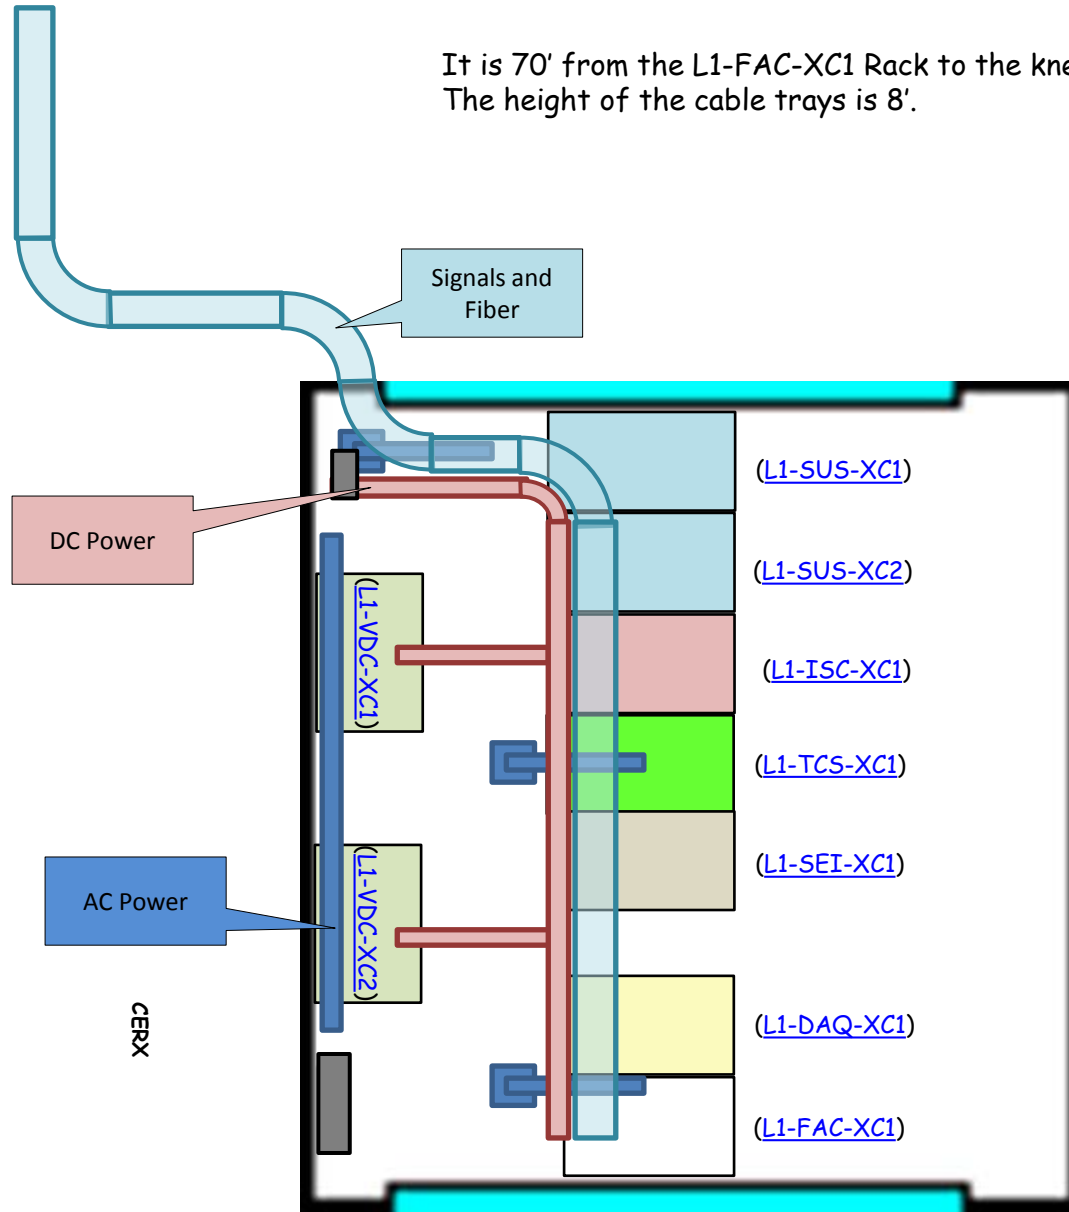 It is 70' from the L1-FAC-XC1 Rack to the
The height of the cable trays is 8'.
Signals and
Fiber
(L1-SUS-XC1)
DC Power
(L1-SUS-XC2)
(L1-VDC-XC1)
(L1-ISC-XC1)
(L1-TCS-XC1)
(L1-SEI-XC1)
AC Power
(L1-VDC-XC2)
CERX
(L1-DAQ-XC1)
(L1-FAC-XC1)